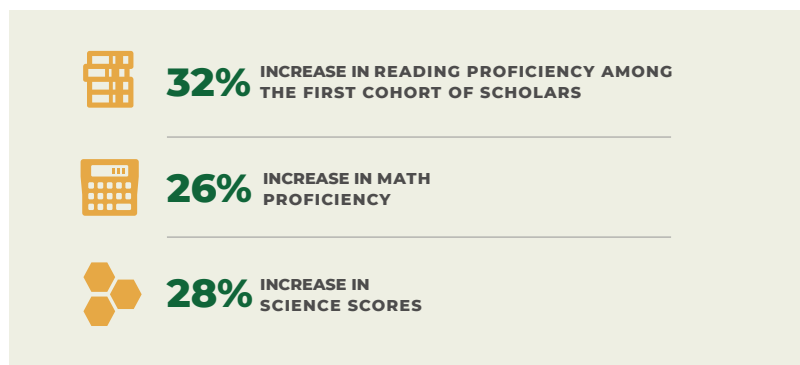 32% INCREASE IN READING PROFICIENCY AMONG
THE FIRST COHORT OF SCHOLARS
26% INCREASE IN MATH
PROFICIENCY
28% INCREASE IN
SCIENCE SCORES